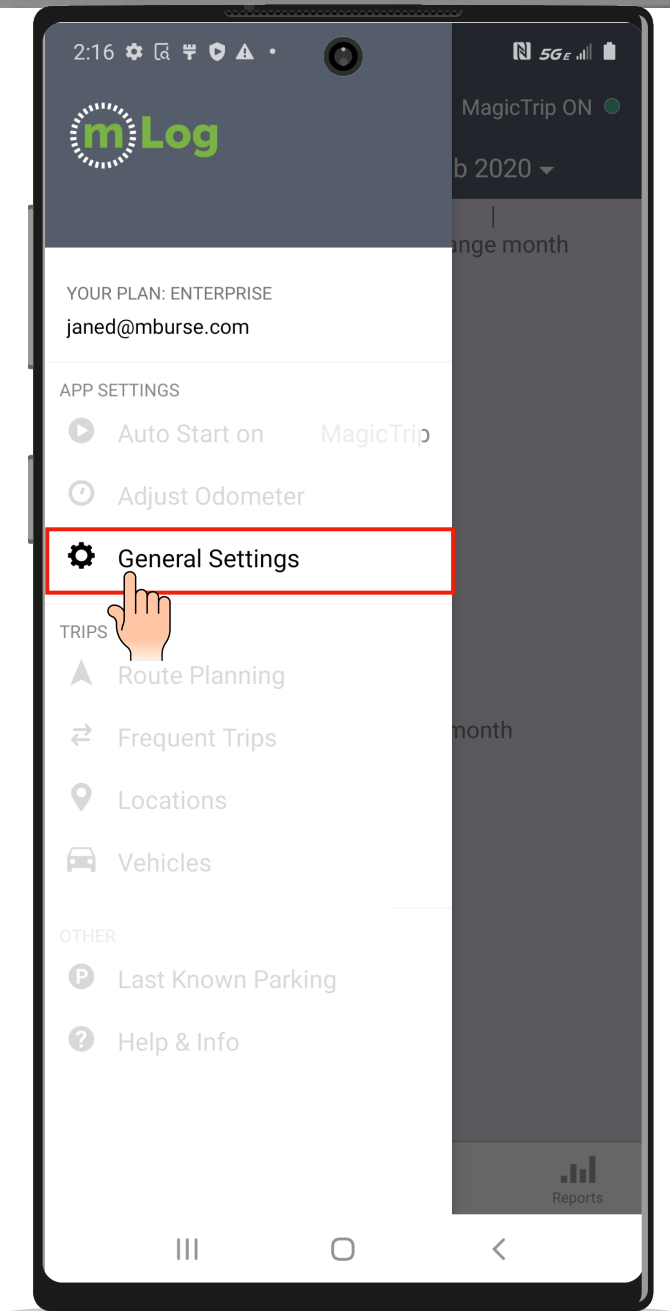 2:16
5GE
mLog
MagicTrip ON
b 2020
ange month
YOUR PLAN: ENTERPRISE
janed@mburse.com
APP SETTINGS
Auto Start on MagicTrip
Adjust Odometer
General Settings
TRIPS
Route Planning
Frequent Trips
month
Locations
Vehicles
OTHER
P
Last Known Parking
?
Help & Info
Reports